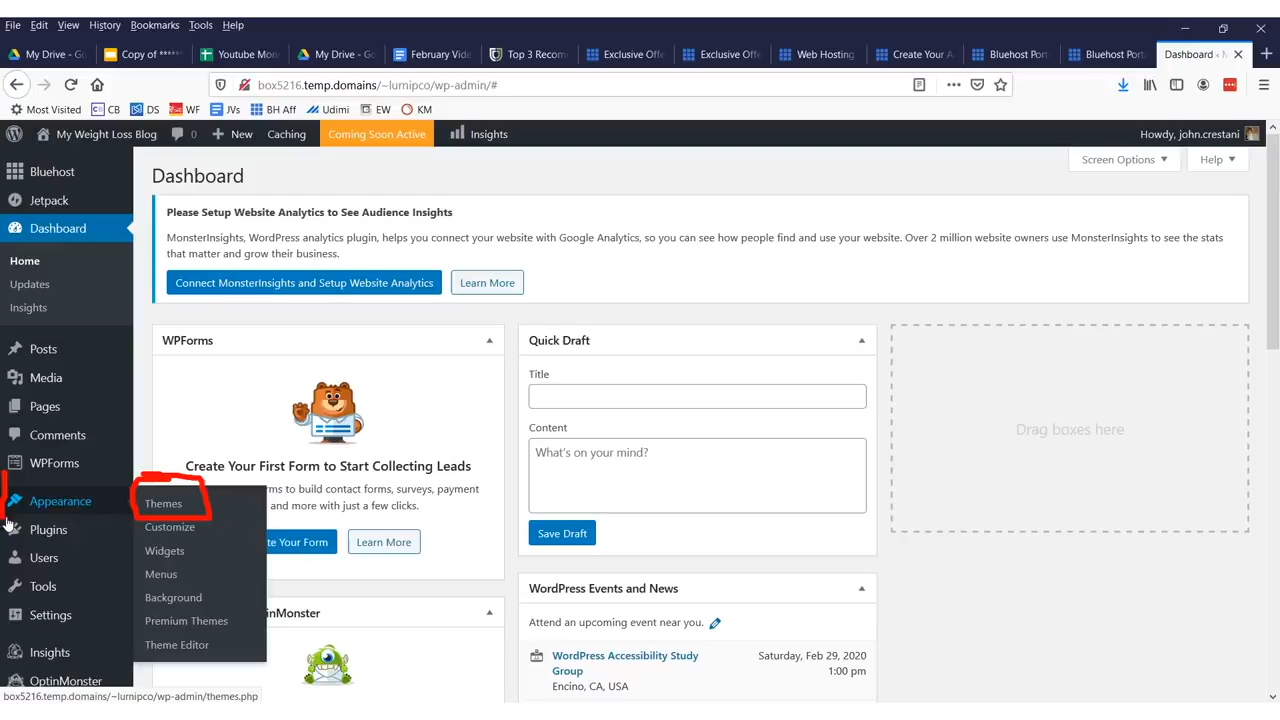 File Edit View History Bookmarks Tools Help
My Drive - Go Copy of ***** Youtube Mon My Drive - Go February Vide Top 3 Recom Exclusive Offe Exclusive Offe Web Hosting Create Your A Bluehost Port Bluehost Port Dashboard ‹ M
box5216.temp.domains/~lurnipco/wp-admin/#
Most Visited CB DS WF JVs BH Aff Udimi EW KM
My Weight Loss Blog 0 New Caching Coming Soon Active Insights Howdy, john.crestani
Screen Options Help
Bluehost
Jetpack
Dashboard
Home
Updates
Insights
Posts
Media
Pages
Comments
WPForms
Appearance
Plugins
Users
Tools
Settings
Insights
OptinMonster
Themes
Customize
Widgets
Menus
Background
Premium Themes
Theme Editor
Dashboard
Please Setup Website Analytics to See Audience Insights
MonsterInsights, WordPress analytics plugin, helps you connect your website with Google Analytics, so you can see how people find and use your website. Over 2 million website owners use MonsterInsights to see the stats
that matter and grow their business.
Connect MonsterInsights and Setup Website Analytics Learn More
WPForms
Create Your First Form to Start Collecting Leads
rms to build contact forms, surveys, payment
and more with just a few clicks.
te Your Form Learn More
inMonster
Quick Draft
Title
Content
What's on your mind?
Save Draft
WordPress Events and News
Attend an upcoming event near you.
WordPress Accessibility Study Saturday, Feb 29, 2020
Group 1:00 pm
Encino, CA, USA
Drag boxes here
box5216.temp.domains/~lurnipco/wp-admin/themes.php